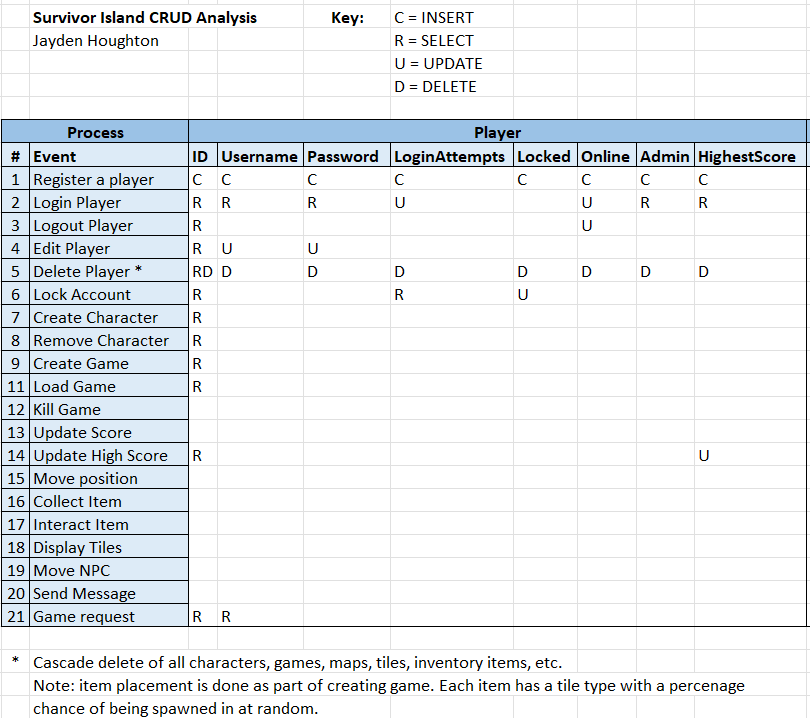 Survivor Island CRUD Analysis Key: C = INSERT
Jayden Houghton R = SELECT
U = UPDATE
D = DELETE
Process Player
# Event ID Username Password LoginAttempts Locked Online Admin HighestScore
1 Register a player C C C C C C C C
2 Login Player R R R U U R R
3 Logout Player R U
4 Edit Player R U U
5 Delete Player * RD D D D D D D D
6 Lock Account R R U
7 Create Character R
8 Remove Character R
9 Create Game R
11 Load Game R
12 Kill Game
13 Update Score
14 Update High Score R U
15 Move position
16 Collect Item
17 Interact Item
18 Display Tiles
19 Move NPC
20 Send Message
21 Game request R R
* Cascade delete of all characters, games, maps, tiles, inventory items, etc.
Note: item placement is done as part of creating game. Each item has a tile type with a percenage
chance of being spawned in at random.